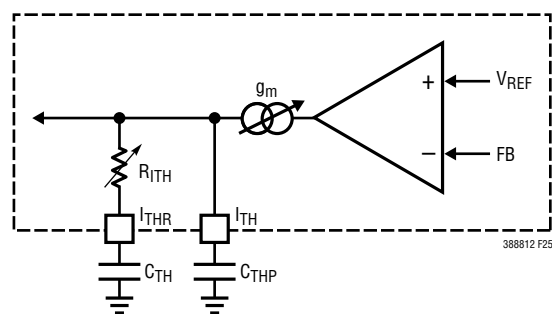 gm
+
VREF
−
FB
RITH
ITHR
ITH
CTH
CTHP
388812 F25